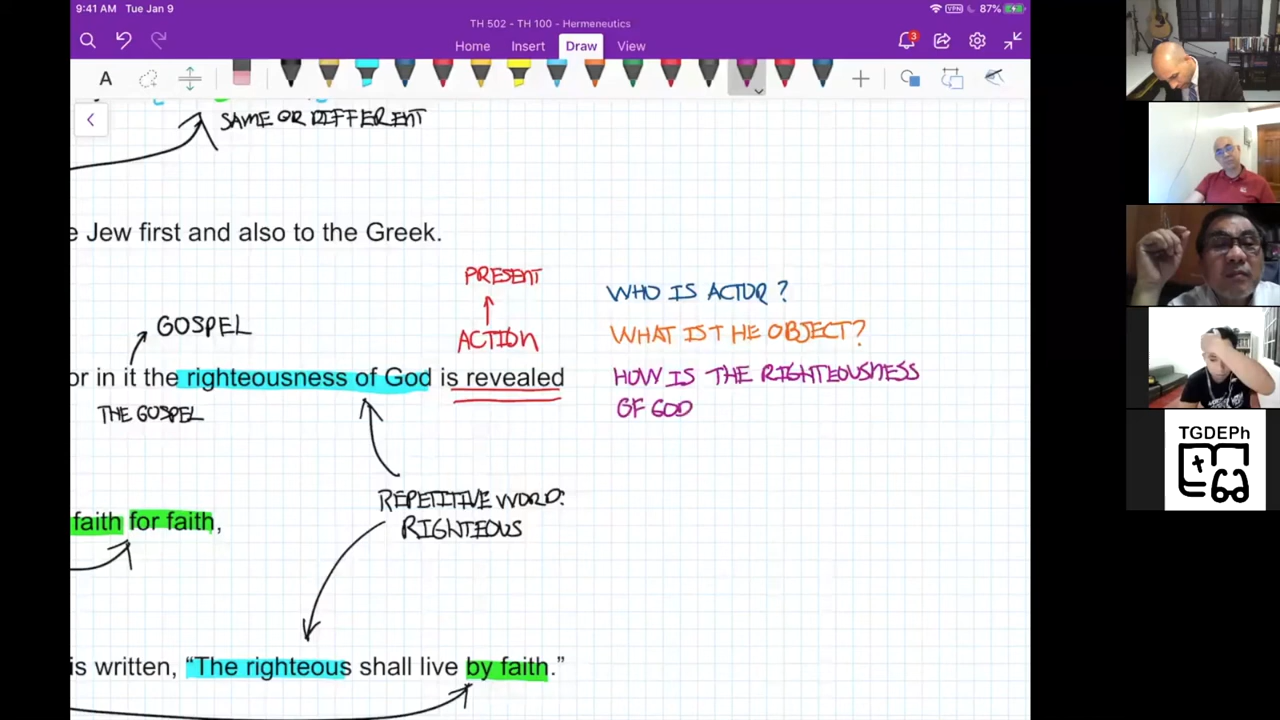 9:41 AM Tue Jan 9
VPN 87%
TH 502 - TH 100 - Hermeneutics
Home Insert Draw View
3
A
SAME OR DIFFERENT
e Jew first and also to the Greek.
PRESENT
WHO IS ACTOR?
GOSPEL
ACTION
WHAT IS THE OBJECT?
or in it the righteousness of God is revealed
HOW IS THE RIGHTEOUSNESS
OF GOD
THE GOSPEL
REPETITIVE WORD:
RIGHTEOUS
faith for faith,
is written, “The righteous shall live by faith.”
TGDEPh